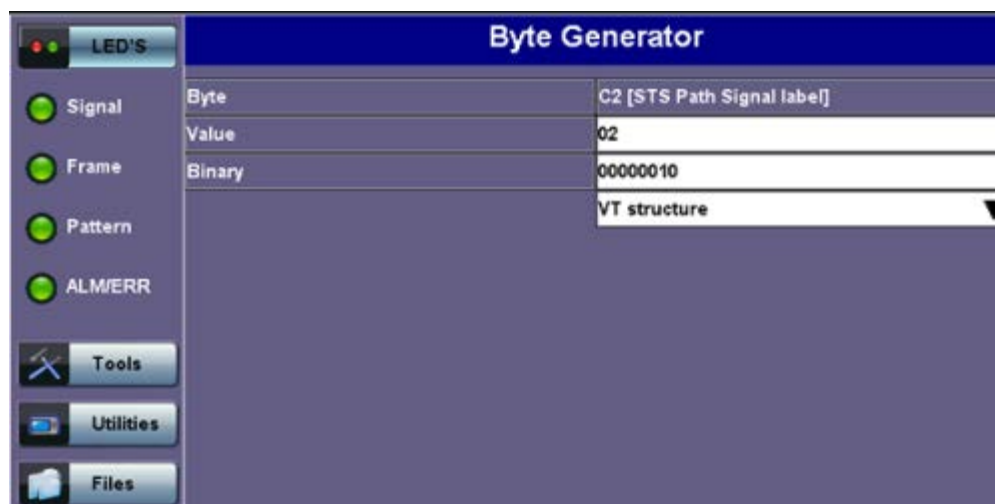 LED'S
Byte Generator
Signal
Byte C2 [STS Path Signal label]
Value 02
Frame
Binary 00000010
VT structure
Pattern
ALM/ERR
Tools
Utilities
Files